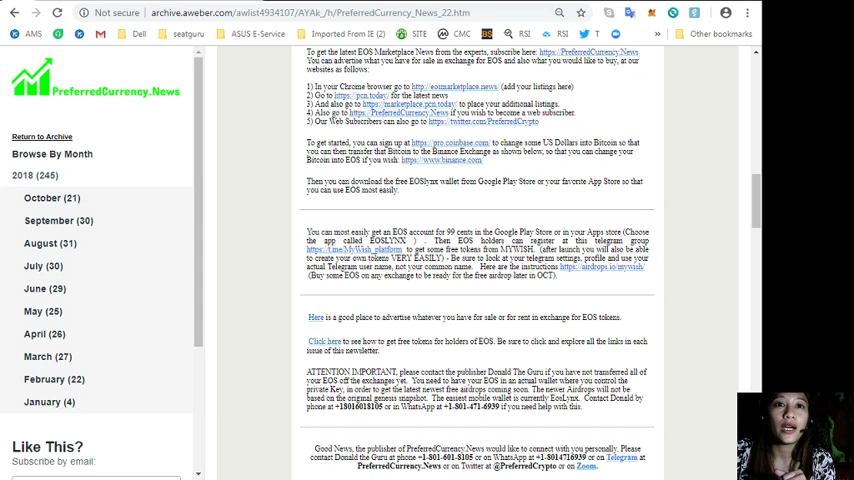 Not secure | archive.aweber.com/awlist4934107/AYAk_/h/PreferredCurrency_News_22.htm
AMS Dell seatguru ASUS E-Service Imported SITE CMC BS RSI RSI T Other bookmarks
PreferredCurrency.News
Return to Archive
Browse By Month
2018 (245)
October (21)
September (30)
August (31)
July (30)
June (29)
May (31)
April (26)
March (27)
February (22)
January (4)
Like This?
Subscribe by email:
To get the latest EOS Marketplace News from the experts, subscribe here: https://PreferredCurrency.News
You can advertise what you have for sale in exchange for EOS and also what you would like to buy, at our
websites as follows:
1) In your Chrome browser go to http://eosmarketplace.news/ (add your listings here)
2) Go to https://pcn.today/ for the latest news
3) And also go to https://marketplace.pcn.today/ to place your additional listings.
4) Also go to https://PreferredCurrency.News if you wish to become a web subscriber.
5) Our Web Subscribers can also go to https://twitter.com/PreferredCrypto
To get started, you can sign up at https://pro.coinbase.com/ to change some US Dollars into Bitcoin so that
you can then transfer that Bitcoin to the Binance Exchange as shown below, so that you can change your
Bitcoin into EOS if you wish: https://www.binance.com/
Then you can download the free EOSlynx wallet from Google Play Store or your favorite App Store so that
you can use EOS most easily.
You can most easily get an EOS account for 99 cents in the Google Play Store or in your Apps store (Choose
the app called EOSLYNX ) . Then EOS holders can register at this telegram group
https://t.me/MyWish_platform to get some free tokens from MYWISH. (after launch you will also be able
to create your own tokens VERY EASILY) - Be sure to look at your telegram settings, profile and use your
actual Telegram user name, not your common name. Here are the instructions https://airdrops.io/mywish/
(Buy some EOS on any exchange to be ready for the free airdrop later in OCT).
Here is a good place to advertise whatever you have for sale or for rent in exchange for EOS tokens.
Click here to see how to get free tokens for holders of EOS. Be sure to click and explore all the links in each
issue of this newsletter.
ATTENTION IMPORTANT, please contact the publisher Donald The Guru if you have not transferred all of
your EOS off the exchanges yet. You need to have your EOS in an actual wallet where you control the
private Key, in order to get the latest newest free airdrops coming soon. The newer Airdrops will not be
based on the original genesis snapshot. The easiest mobile wallet is currently EosLynx. Contact Donald by
phone at +18016018105 or in WhatsApp at +1-801-471-6939 if you need help with this.
Good News, the publisher of PreferredCurrency.News would like to connect with you personally. Please
contact Donald the Guru at phone +1-801-601-8105 or on WhatsApp at +1-8014716939 or on Telegram at
PreferredCurrency.News or on Twitter at @PreferredCrypto or on Zoom.